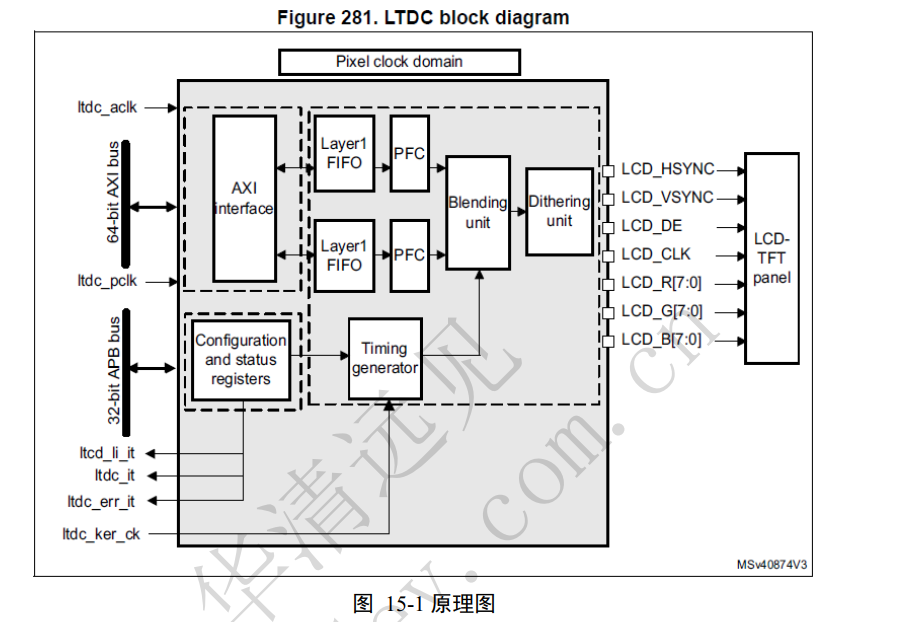 Figure 281. LTDC block diagram
Pixel clock domain
ltdc_aclk
64-bit AXI bus
ltdc_pclk
32-bit APB bus
ltcd_li_it
ltdc_it
ltdc_err_it
ltdc_ker_ck
AXI
interface
Layer1
FIFO
PFC
Layer1
FIFO
PFC
Blending
unit
Dithering
unit
Configuration
and status
registers
Timing
generator
LCD_HSYNC
LCD_VSYNC
LCD_DE
LCD_CLK
LCD_R[7:0]
LCD_G[7:0]
LCD_B[7:0]
LCD-
TFT
panel
MSv40874V3
华清远见
ev.com.cn
图 15-1 原理图